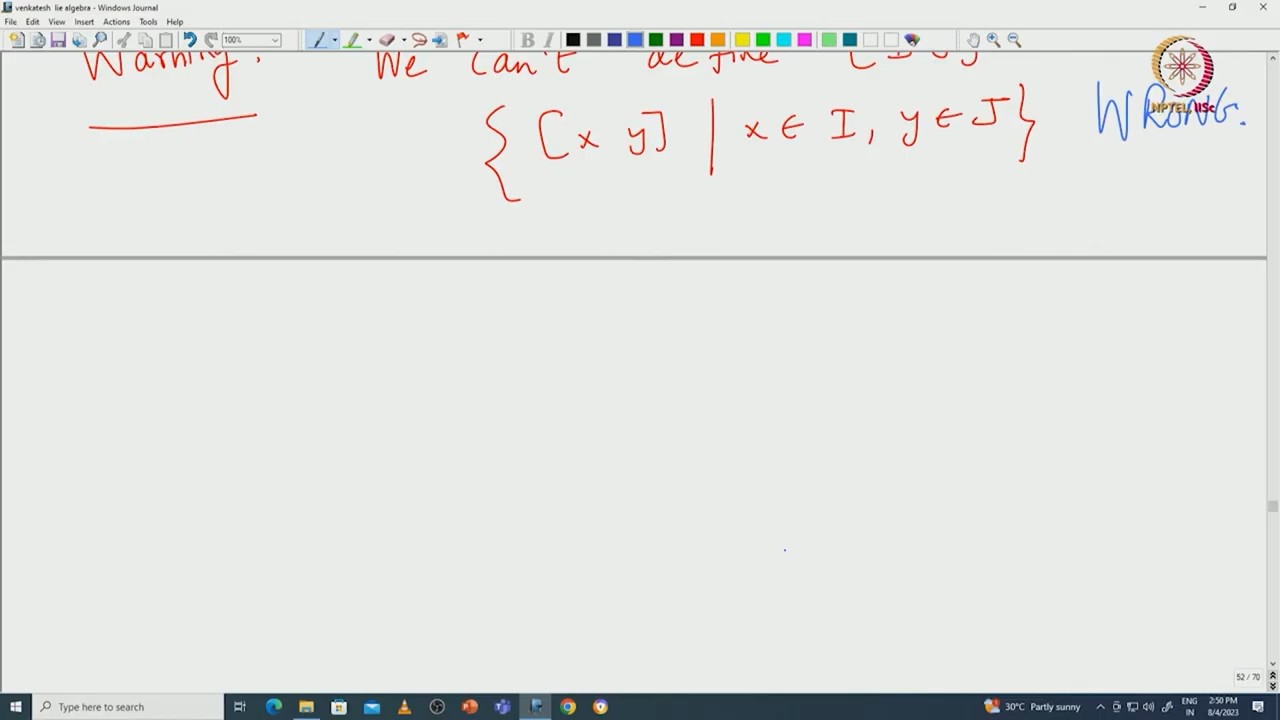 venkatesh lie algebra - Windows Journal
File Edit View Insert Actions Tools Help
100%
Warning: We can't define [I J]
{ [x y] | x ∈ I, y ∈ J } WRONG.
NPTEL IISc
52 / 70
Type here to search
30°C Partly sunny
ENG
IN
2:50 PM
8/4/2023